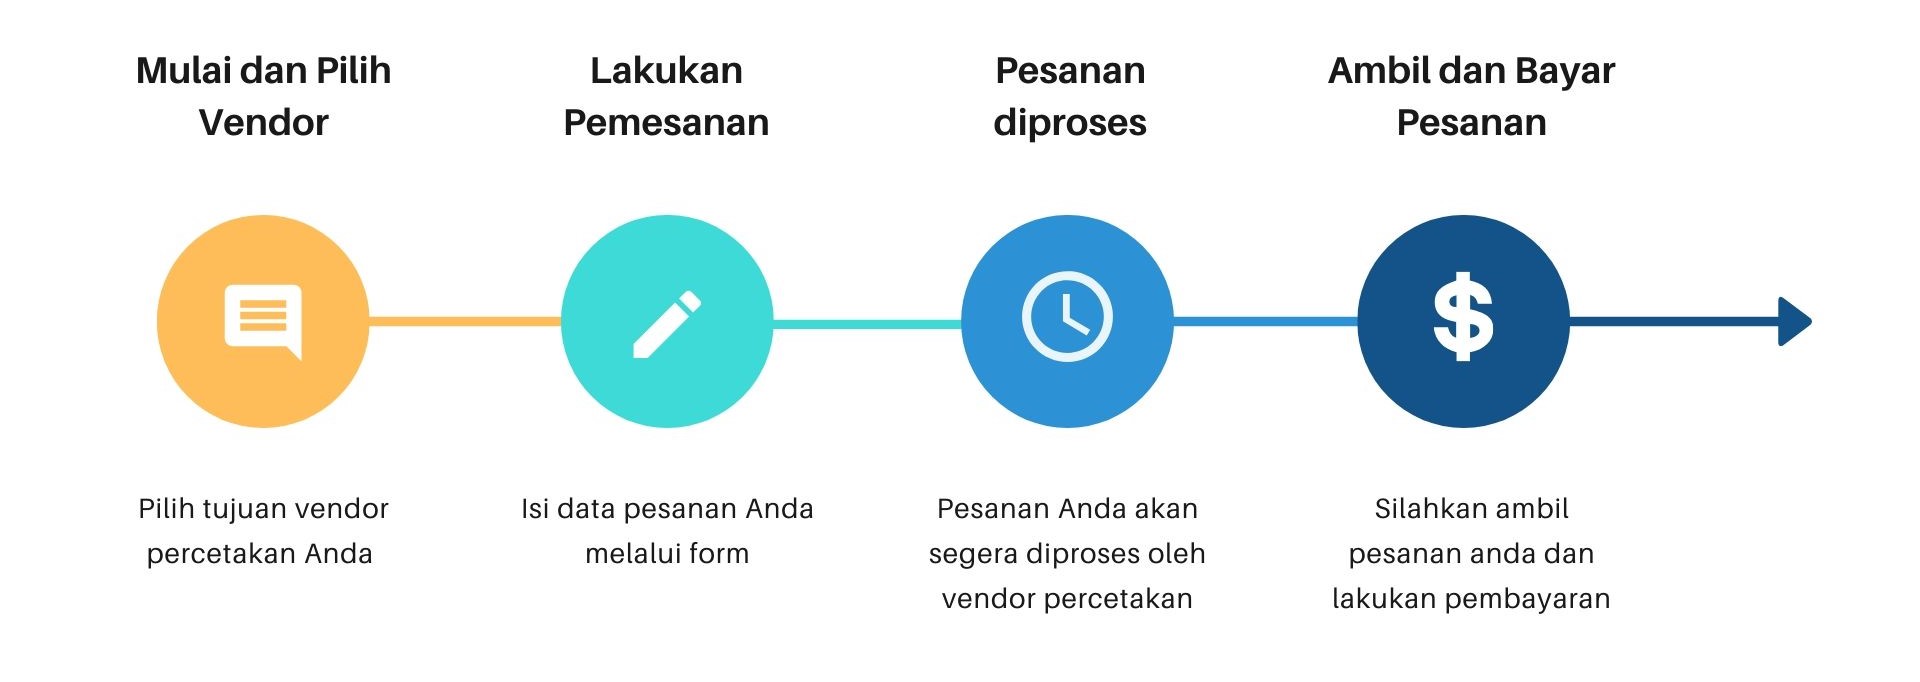 Mulai dan Pilih
Vendor
Lakukan
Pemesanan
Pesanan
diproses
Ambil dan Bayar
Pesanan
$
Pilih tujuan vendor
percetakan Anda
Isi data pesanan Anda
melalui form
Pesanan Anda akan
segera diproses oleh
vendor percetakan
Silahkan ambil
pesanan anda dan
lakukan pembayaran